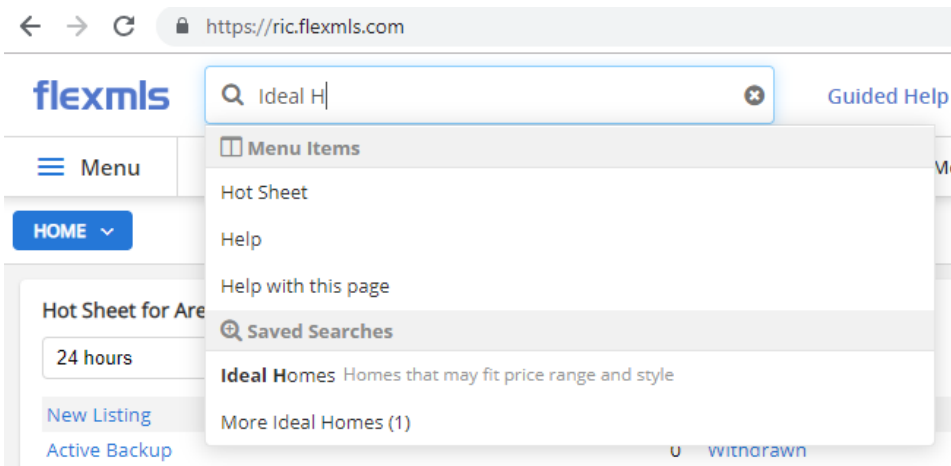 https://ric.flexmls.com
flexmls
Ideal H
Guided Help
Menu Items
Menu
Hot Sheet
HOME
Help
Help with this page
Hot Sheet for Are
Saved Searches
24 hours
Ideal Homes Homes that may fit price range and style
New Listing
More Ideal Homes (1)
Active Backup
0 Withdrawn